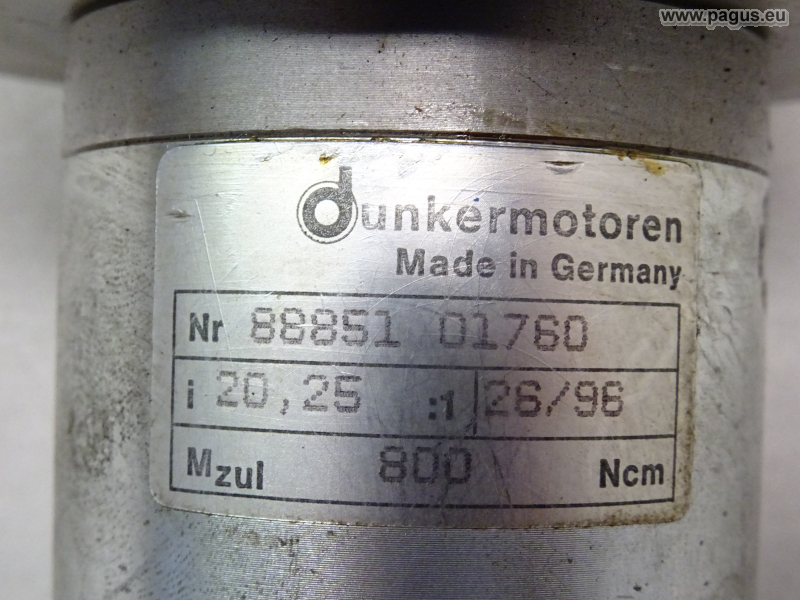 www.pagus.eu
dunkermotoren
Made in Germany
Nr 88851 01760
i 20,25 :1 26/96
Mzul 800 Ncm